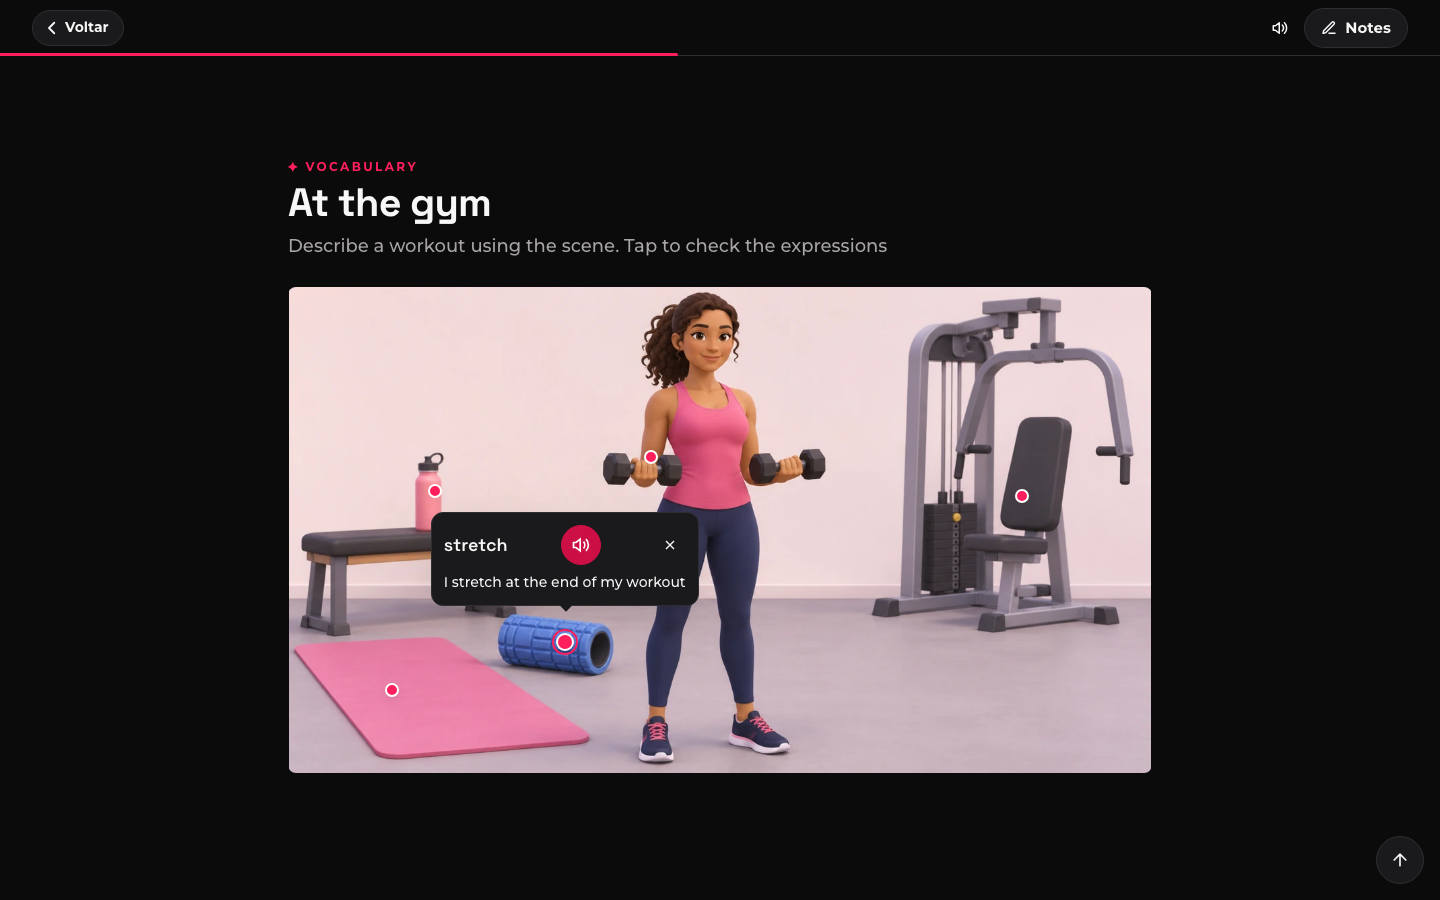 Voltar
Notes
VOCABULARY
At the gym
Describe a workout using the scene. Tap to check the expressions
stretch
I stretch at the end of my workout